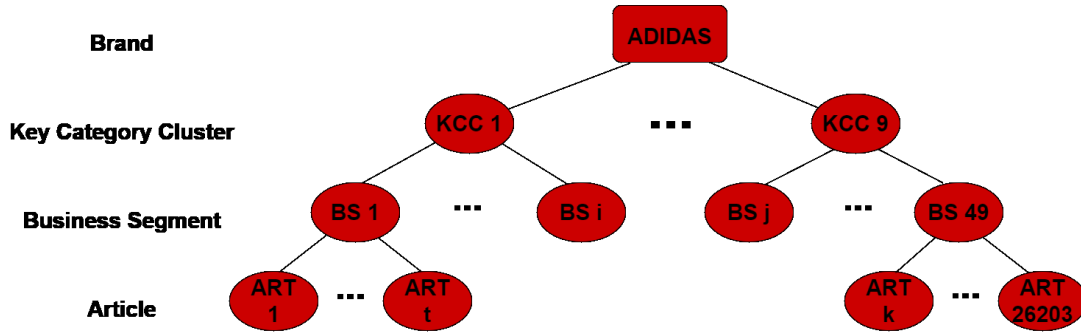 Brand
ADIDAS
Key Category Cluster
KCC 1
...
KCC 9
Business Segment
BS 1
...
BS i
BS j
...
BS 49
Article
ART
1
...
ART
t
ART
k
...
ART
26203